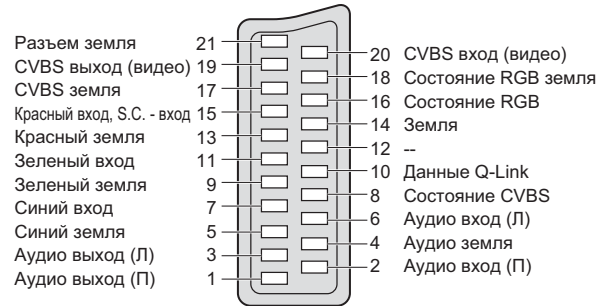 Разъем земля 21
CVBS выход (видео) 19
CVBS земля 17
Красный вход, S.C. - вход 15
Красный земля 13
Зеленый вход 11
Зеленый земля 9
Синий вход 7
Синий земля 5
Аудио выход (Л) 3
Аудио выход (П) 1
20 CVBS вход (видео)
18 Состояние RGB земля
16 Состояние RGB
14 Земля
12 --
10 Данные Q-Link
8 Состояние CVBS
6 Аудио вход (Л)
4 Аудио земля
2 Аудио вход (П)